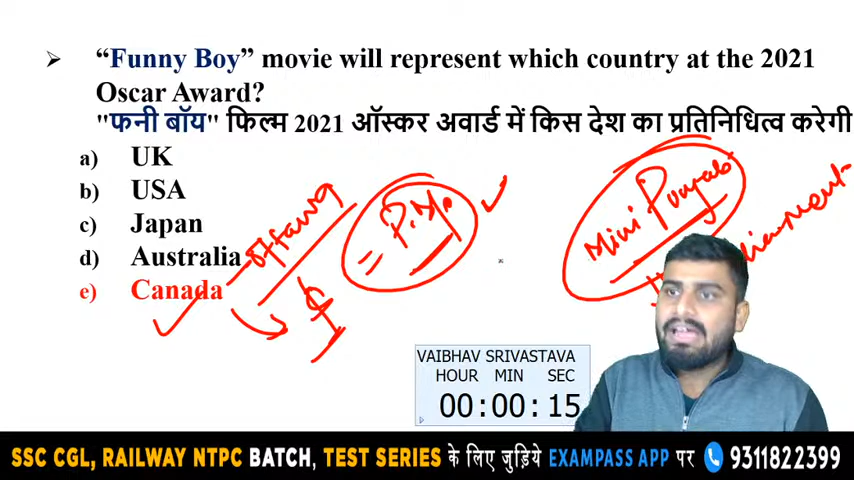 ➤ “Funny Boy” movie will represent which country at the 2021
Oscar Award?
"फनी बॉय" फिल्म 2021 ऑस्कर अवार्ड में किस देश का प्रतिनिधित्व करेगी
a) UK
b) USA
c) Japan
d) Australia
e) Canada
= P.M.
Mini Punjab
VAIBHAV SRIVASTAVA
HOUR MIN SEC
00:00:15
SSC CGL, RAILWAY NTPC BATCH, TEST SERIES के लिए जुड़िये EXAMPASS APP पर 9311822399